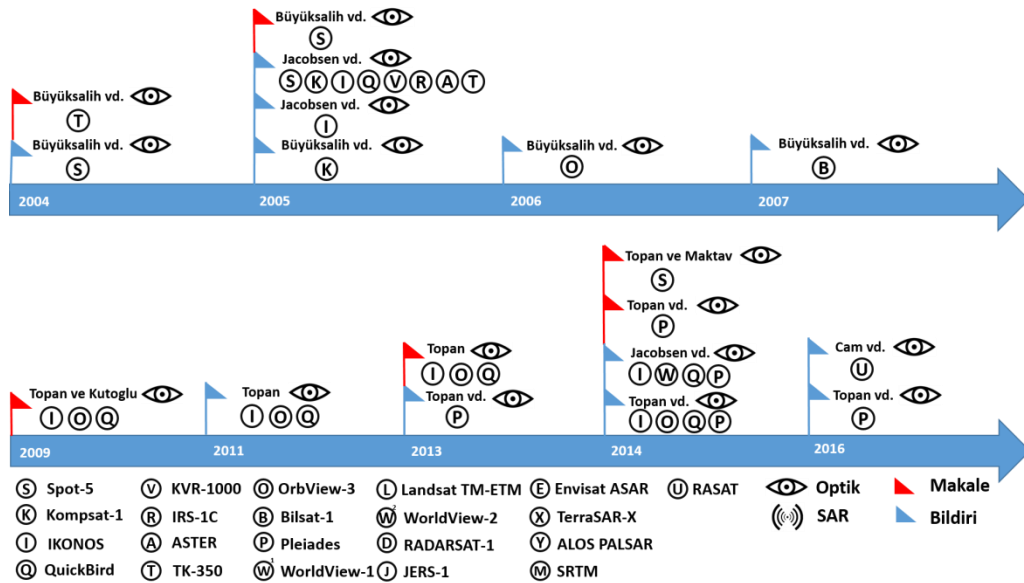 Büyüksalih vd.
S
Jacobsen vd.
S K I Q V R A T
Büyüksalih vd.
T
Jacobsen vd.
I
Büyüksalih vd.
S
Büyüksalih vd.
K
Büyüksalih vd.
O
Büyüksalih vd.
B
2004 2005 2006 2007
Topan ve Maktav
S
Topan vd.
P
Topan
I O Q
Jacobsen vd.
I W Q P
Cam vd.
U
Topan ve Kutoglu
I O Q
Topan
I O Q
Topan vd.
P
Topan vd.
I O Q P
Topan vd.
P
2009 2011 2013 2014 2016
S Spot-5 V KVR-1000 O OrbView-3 L Landsat TM-ETM E Envisat ASAR U RASAT Optik Makale
K Kompsat-1 R IRS-1C B Bilsat-1 W2 WorldView-2 X TerraSAR-X SAR Bildiri
I IKONOS A ASTER P Pleiades D RADARSAT-1 Y ALOS PALSAR
Q QuickBird T TK-350 W1 WorldView-1 J JERS-1 M SRTM